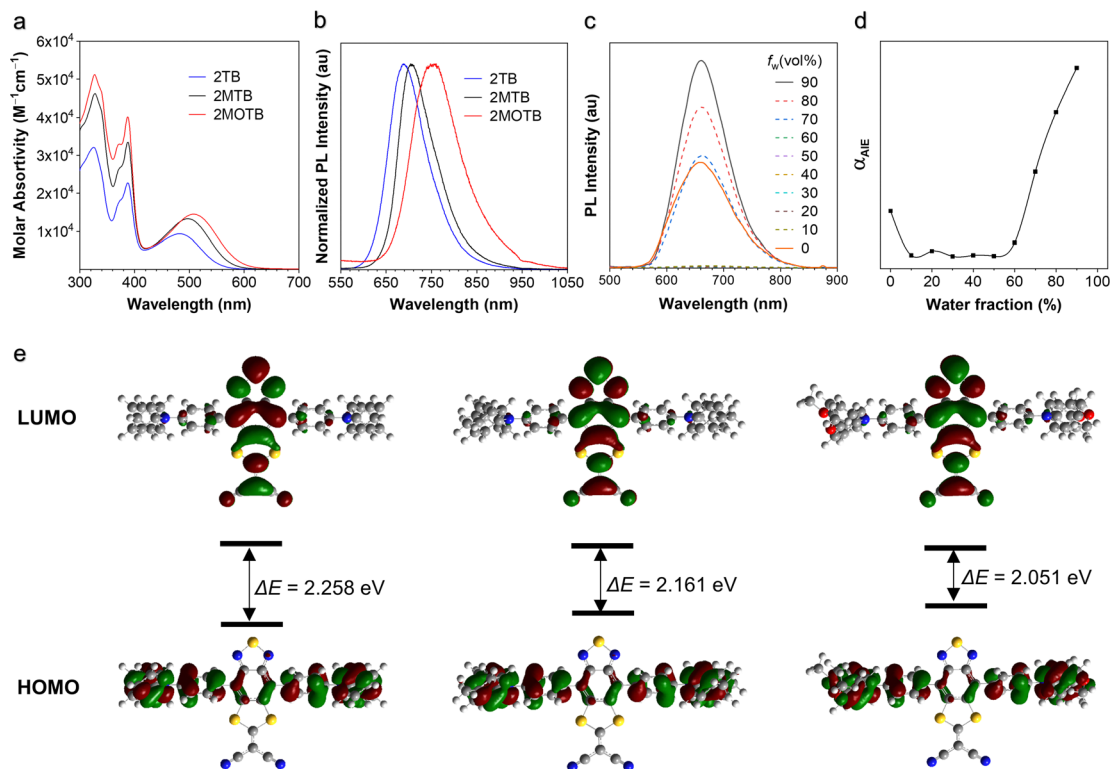 a
6x10⁴
5x10⁴
4x10⁴
3x10⁴
2x10⁴
1x10⁴
300 400 500 600 700
Wavelength (nm)
Molar Absortivity (M⁻¹cm⁻¹)
2TB
2MTB
2MOTB
b
Normalized PL Intensity (au)
2TB
2MTB
2MOTB
550 650 750 850 950 1050
Wavelength (nm)
c
PL Intensity (au)
fw(vol%)
90
80
70
60
50
40
30
20
10
0
500 600 700 800 900
Wavelength (nm)
d
αAIE
0 20 40 60 80 100
Water fraction (%)
e
LUMO
ΔE = 2.258 eV
ΔE = 2.161 eV
ΔE = 2.051 eV
HOMO